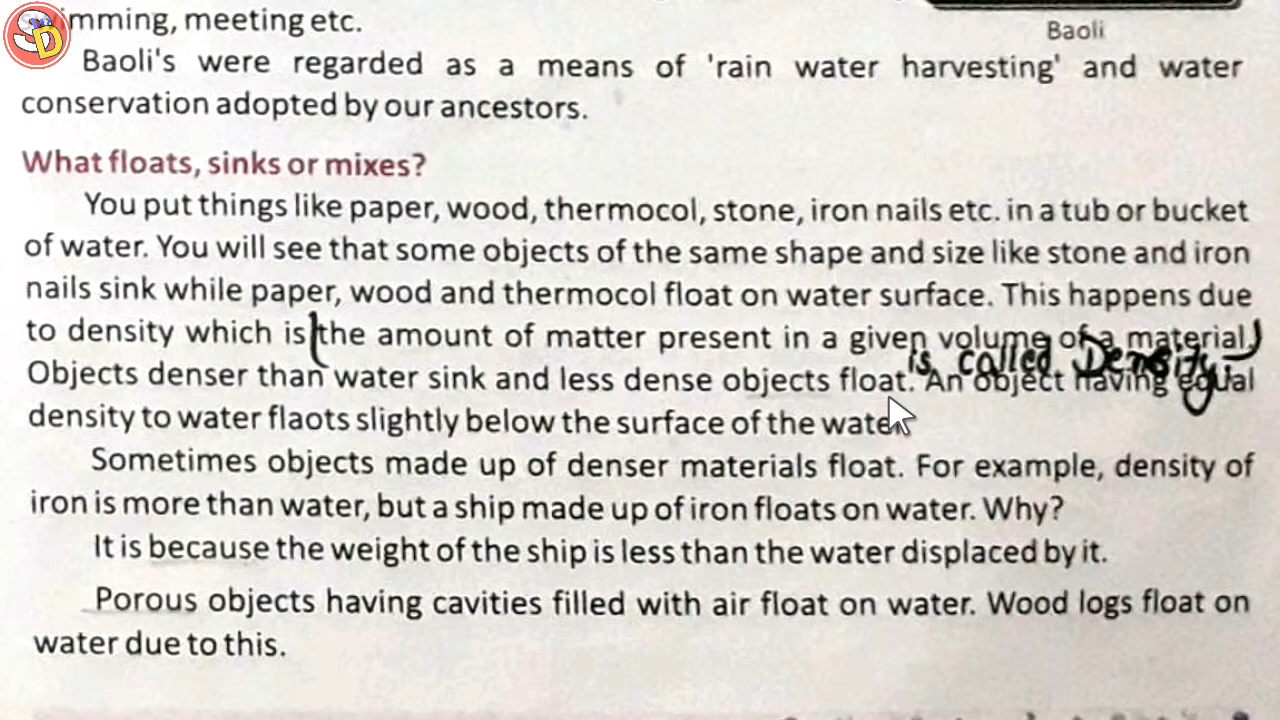 SD
swimming, meeting etc.
Baoli
Baoli's were regarded as a means of 'rain water harvesting' and water
conservation adopted by our ancestors.
What floats, sinks or mixes?
You put things like paper, wood, thermocol, stone, iron nails etc. in a tub or bucket
of water. You will see that some objects of the same shape and size like stone and iron
nails sink while paper, wood and thermocol float on water surface. This happens due
to density which is (the amount of matter present in a given volume of a material)
is called Density.
Objects denser than water sink and less dense objects float. An object having equal
density to water flaots slightly below the surface of the water.
Sometimes objects made up of denser materials float. For example, density of
iron is more than water, but a ship made up of iron floats on water. Why?
It is because the weight of the ship is less than the water displaced by it.
Porous objects having cavities filled with air float on water. Wood logs float on
water due to this.